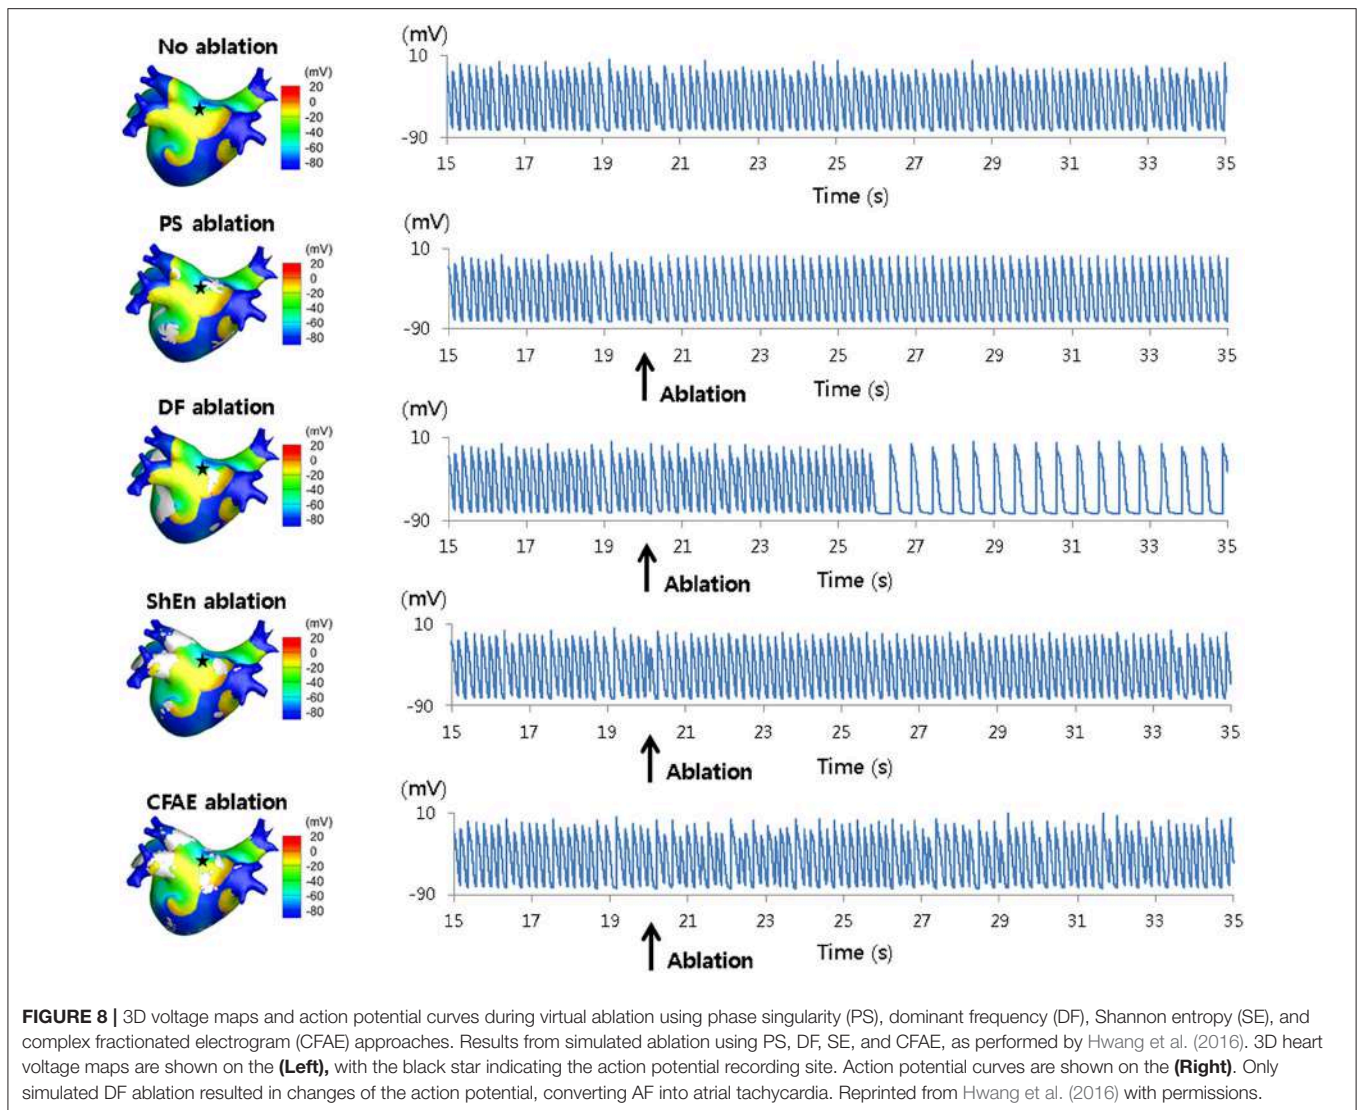 No ablation
(mV)
20
0
-20
-40
-60
-80
(mV)
10
-90
15 17 19 21 23 25 27 29 31 33 35
Time (s)
PS ablation
(mV)
20
0
-20
-40
-60
-80
(mV)
10
-90
15 17 19 21 23 25 27 29 31 33 35
Ablation
Time (s)
DF ablation
(mV)
20
0
-20
-40
-60
-80
(mV)
10
-90
15 17 19 21 23 25 27 29 31 33 35
Ablation
Time (s)
ShEn ablation
(mV)
20
0
-20
-40
-60
-80
(mV)
10
-90
15 17 19 21 23 25 27 29 31 33 35
Ablation
Time (s)
CFAE ablation
(mV)
20
0
-20
-40
-60
-80
(mV)
10
-90
15 17 19 21 23 25 27 29 31 33 35
Ablation
Time (s)
FIGURE 8 | 3D voltage maps and action potential curves during virtual ablation using phase singularity (PS), dominant frequency (DF), Shannon entropy (SE), and
complex fractionated electrogram (CFAE) approaches. Results from simulated ablation using PS, DF, SE, and CFAE, as performed by Hwang et al. (2016). 3D heart
voltage maps are shown on the (Left), with the black star indicating the action potential recording site. Action potential curves are shown on the (Right). Only
simulated DF ablation resulted in changes of the action potential, converting AF into atrial tachycardia. Reprinted from Hwang et al. (2016) with permissions.